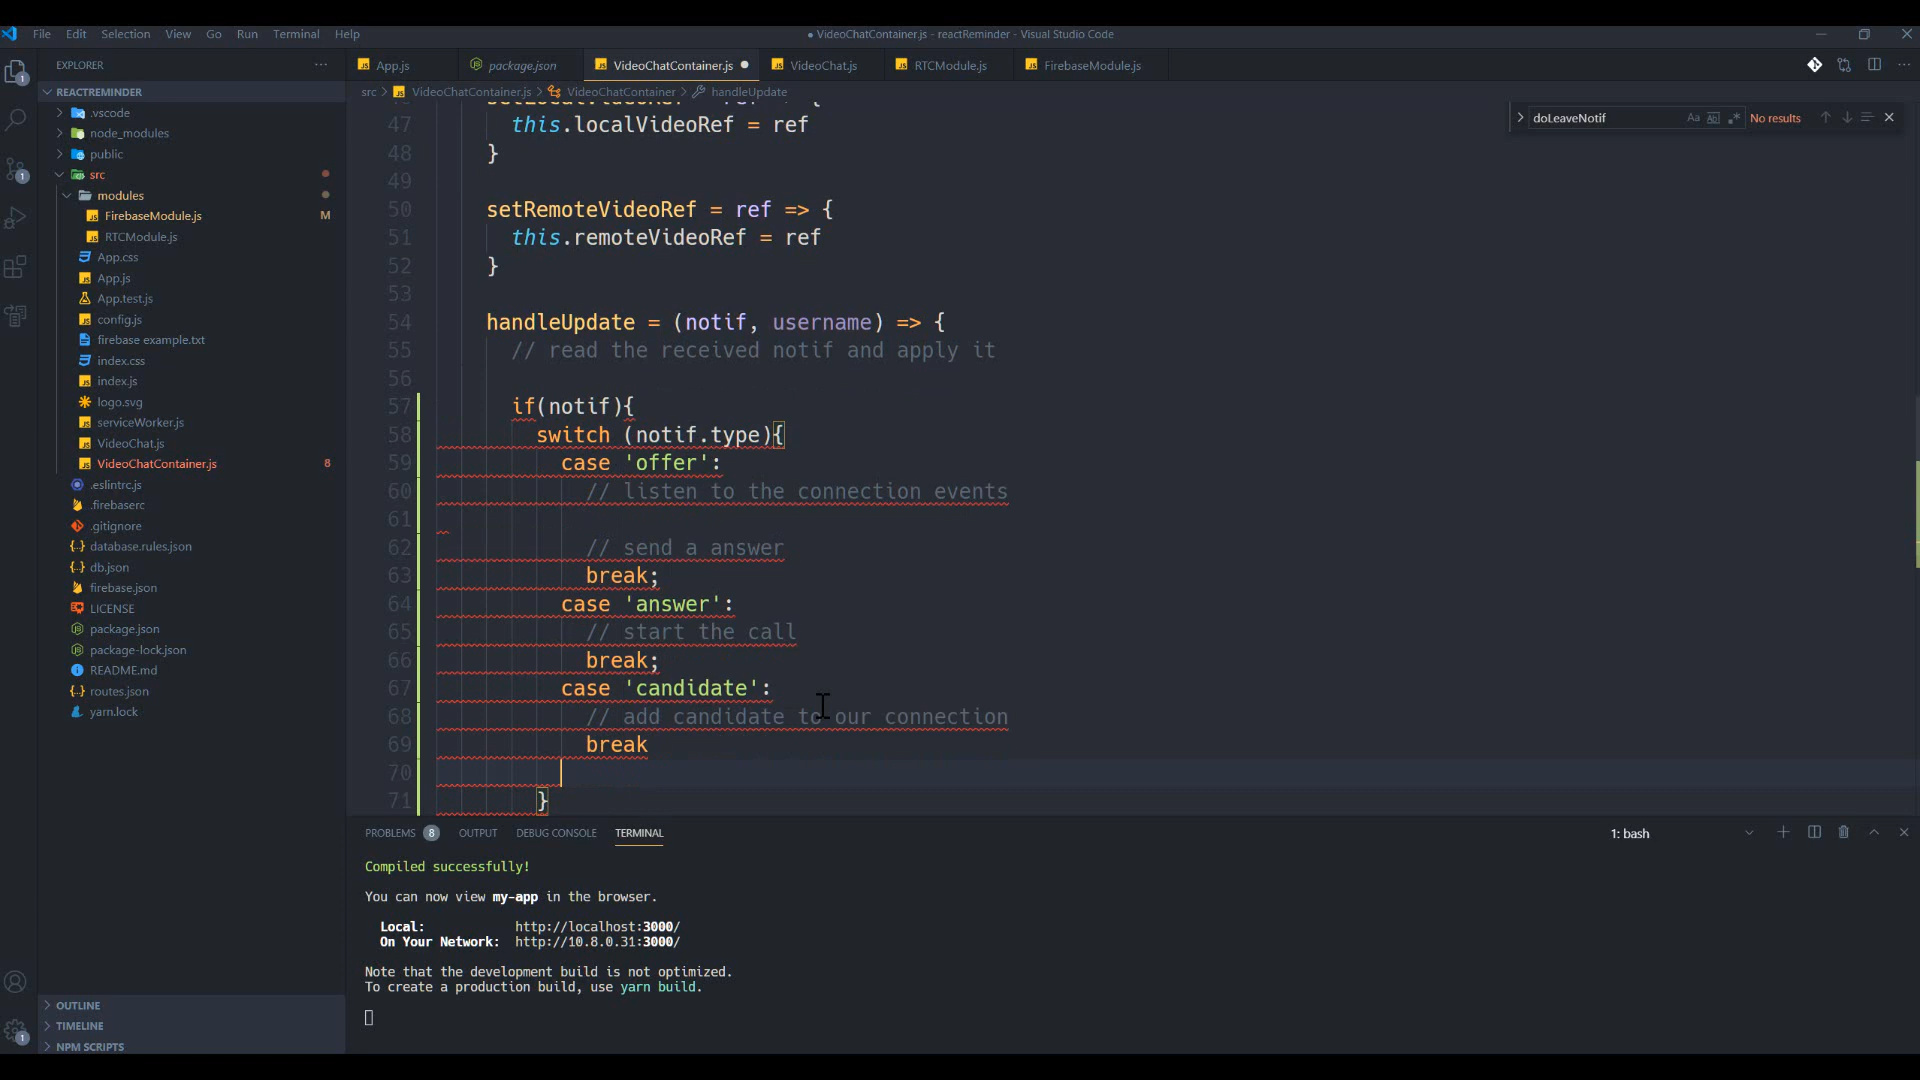 File Edit Selection View Go Run Terminal Help
● VideoChatContainer.js - reactReminder - Visual Studio Code
EXPLORER ···
App.js package.json VideoChatContainer.js ● VideoChat.js RTCModule.js FirebaseModule.js
src > VideoChatContainer.js > VideoChatContainer > handleUpdate
REACTREMINDER
.vscode
node_modules
public
src
modules
FirebaseModule.js M
RTCModule.js
App.css
App.js
App.test.js
config.js
firebase example.txt
index.css
index.js
logo.svg
serviceWorker.js
VideoChat.js
VideoChatContainer.js 8
.eslintrc.js
.firebaserc
.gitignore
database.rules.json
db.json
firebase.json
LICENSE
package.json
package-lock.json
README.md
routes.json
yarn.lock
OUTLINE
TIMELINE
NPM SCRIPTS
doLeaveNotif Aa Abl .* No results
47 this.localVideoRef = ref
48 }
49
50 setRemoteVideoRef = ref => {
51 this.remoteVideoRef = ref
52 }
53
54 handleUpdate = (notif, username) => {
55 // read the received notif and apply it
56
57 if(notif){
58 switch (notif.type){
59 case 'offer':
60 // listen to the connection events
61
62 // send a answer
63 break;
64 case 'answer':
65 // start the call
66 break;
67 case 'candidate':
68 // add candidate to our connection
69 break
70
71 }
PROBLEMS 8 OUTPUT DEBUG CONSOLE TERMINAL 1: bash
Compiled successfully!
You can now view my-app in the browser.
Local: http://localhost:3000/
On Your Network: http://10.8.0.31:3000/
Note that the development build is not optimized.
To create a production build, use yarn build.